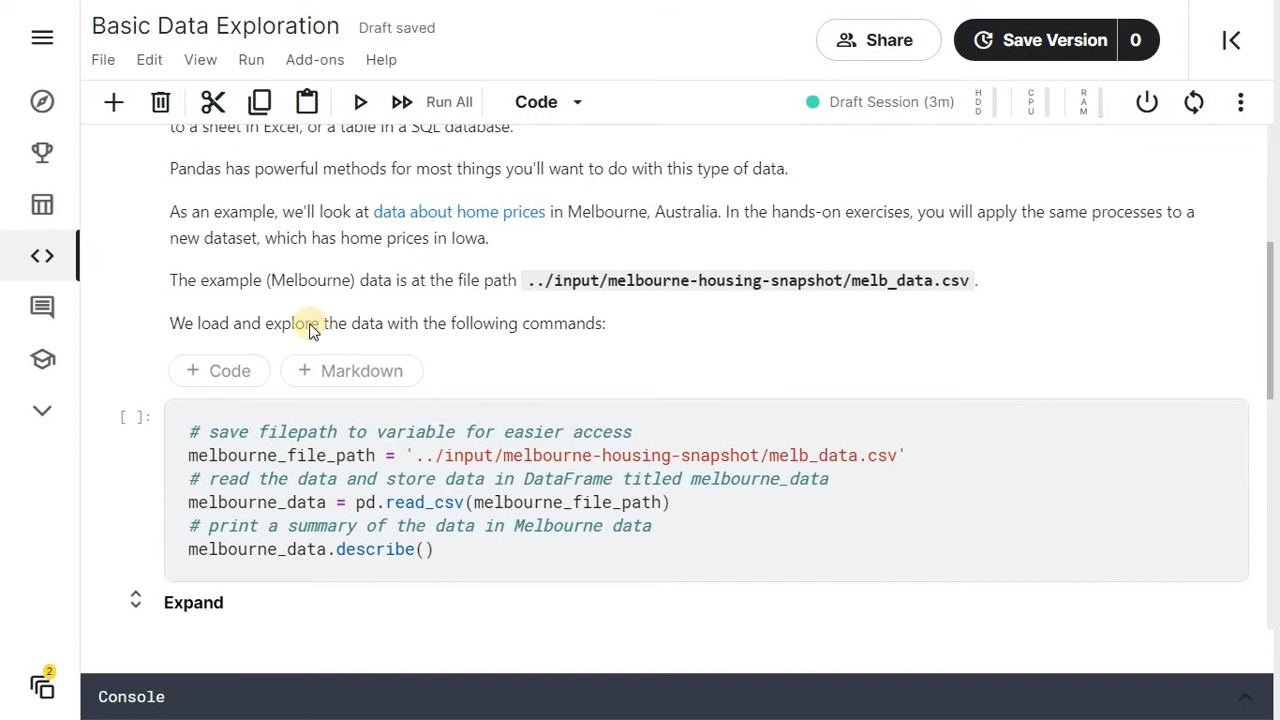 Basic Data Exploration
Draft saved
File Edit View Run Add-ons Help
Share
Save Version 0
Run All
Code
Draft Session (3m)
HDD
CPU
RAM
to a sheet in Excel, or a table in a SQL database.
Pandas has powerful methods for most things you'll want to do with this type of data.
As an example, we'll look at data about home prices in Melbourne, Australia. In the hands-on exercises, you will apply the same processes to a
new dataset, which has home prices in Iowa.
The example (Melbourne) data is at the file path ../input/melbourne-housing-snapshot/melb_data.csv.
We load and explore the data with the following commands:
+ Code + Markdown
[ ]:
# save filepath to variable for easier access
melbourne_file_path = '../input/melbourne-housing-snapshot/melb_data.csv'
# read the data and store data in DataFrame titled melbourne_data
melbourne_data = pd.read_csv(melbourne_file_path)
# print a summary of the data in Melbourne data
melbourne_data.describe()
Expand
2
Console